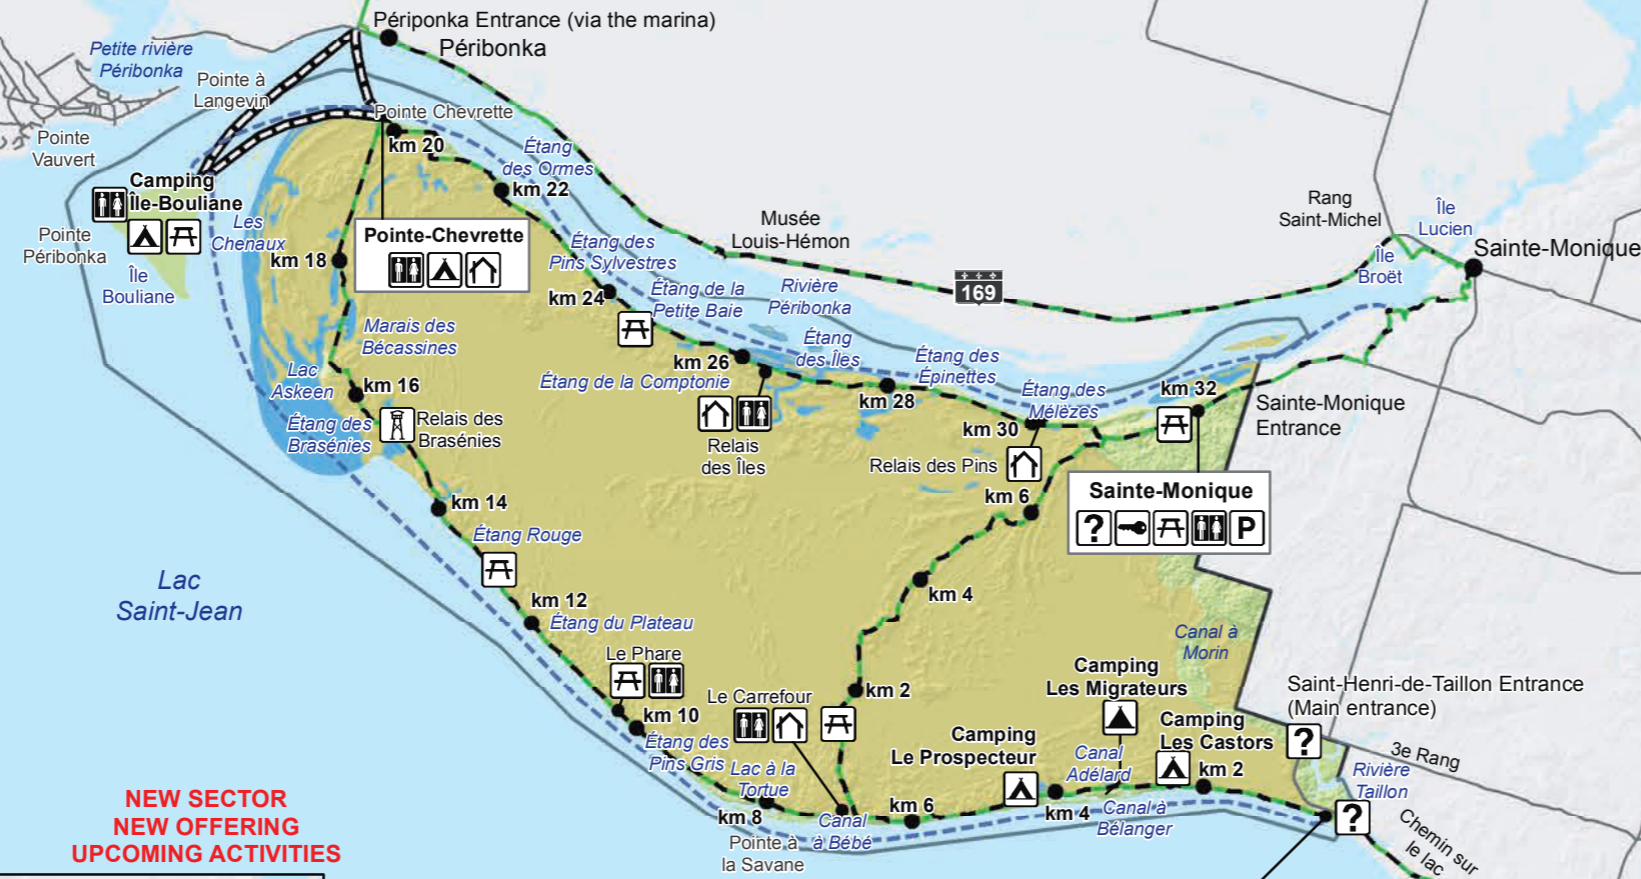 Périponka Entrance (via the marina)
Péribonka
Petite rivière
Péribonka
Pointe à
Langevin
Pointe Chevrette
Pointe
Vauvert
km 20
Étang
des Ormes
km 22
Camping
Île-Bouliane
Les
Chenaux
Pointe
Péribonka
Île
Bouliane
km 18
Pointe-Chevrette
Étang des
Pins Sylvestres
km 24
Étang de la
Petite Baie
Musée
Louis-Hémon
Rivière
Péribonka
169
Rang
Saint-Michel
Île
Lucien
Île
Broët
Sainte-Monique
Marais des
Bécassines
km 26
Étang
des Îles
Étang de la Comptonie
Étang des
Épinettes
km 28
Étang des
Mélèzes
km 32
Sainte-Monique
Entrance
Lac
Askeen
km 16
Étang des
Brasénies
Relais des
Brasénies
Relais
des Îles
km 30
Relais des Pins
km 6
Sainte-Monique
?
P
km 14
Étang Rouge
Lac
Saint-Jean
km 12
Étang du Plateau
km 4
Canal à
Morin
Le Phare
km 10
Le Carrefour
km 2
Étang des
Pins Gris
Lac à la
Tortue
km 8
Pointe à
la Savane
Canal
à Bébé
km 6
Camping
Le Prospecteur
Camping
Les Migrateurs
Camping
Les Castors
Canal
Adélard
km 4
Canal à
Bélanger
km 2
Saint-Henri-de-Taillon Entrance
(Main entrance)
?
3e Rang
Rivière
Taillon
?
Chemin sur
le lac
NEW SECTOR
NEW OFFERING
UPCOMING ACTIVITIES